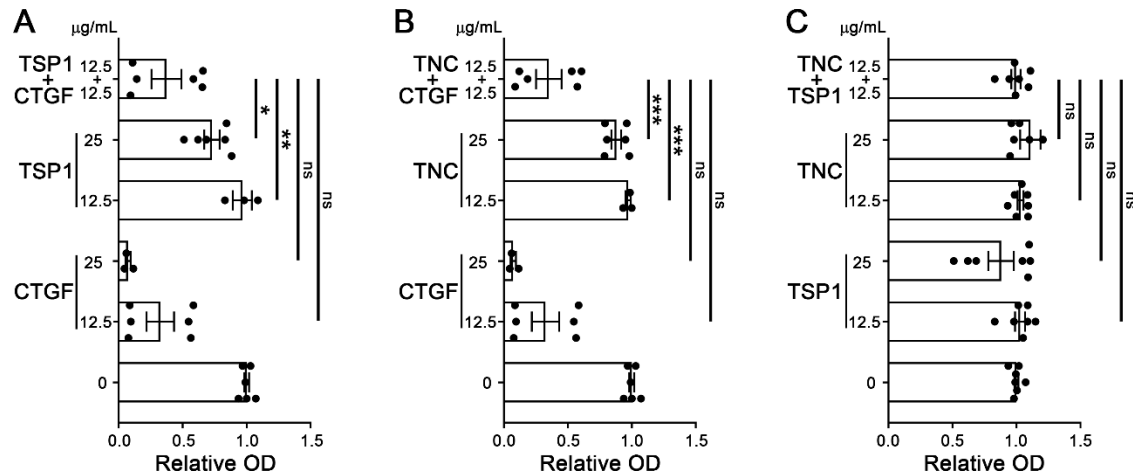 A
μg/mL
TSP1
+
CTGF
12.5
+
12.5
TSP1
25
12.5
CTGF
25
12.5
0
*
**
ns
ns
0.0 0.5 1.0 1.5
Relative OD
B
μg/mL
TNC
+
CTGF
12.5
+
12.5
TNC
25
12.5
CTGF
25
12.5
0
***
***
ns
ns
0.0 0.5 1.0 1.5
Relative OD
C
μg/mL
TNC
+
TSP1
12.5
+
12.5
TNC
25
12.5
TSP1
25
12.5
0
ns
ns
ns
ns
0.0 0.5 1.0 1.5
Relative OD